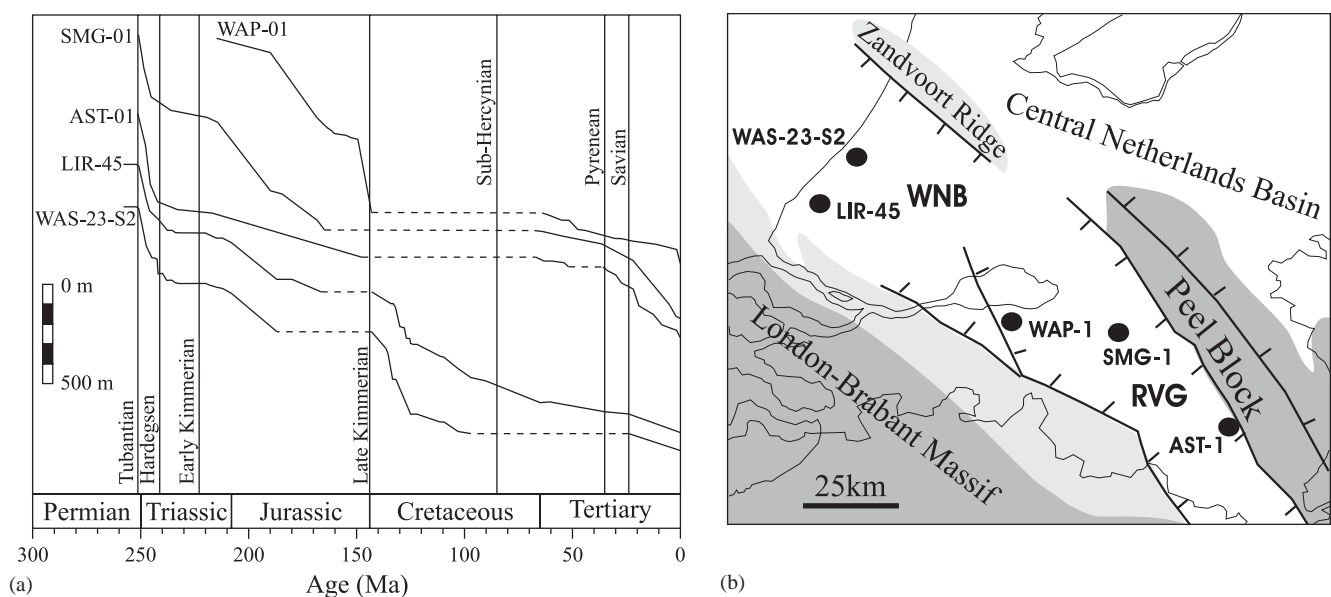 SMG-01
WAP-01
AST-01
LIR-45
WAS-23-S2
0 m
500 m
Tubantian
Hardegsen
Early Kimmerian
Late Kimmerian
Sub-Hercynian
Pyrenean
Savian
Permian Triassic Jurassic Cretaceous Tertiary
300 250 200 150 100 50 0
(a) Age (Ma)
Zandvoort Ridge
Central Netherlands Basin
WAS-23-S2
WNB
LIR-45
WAP-1
SMG-1
Peel Block
RVG
London-Brabant Massif
AST-1
25km
(b)